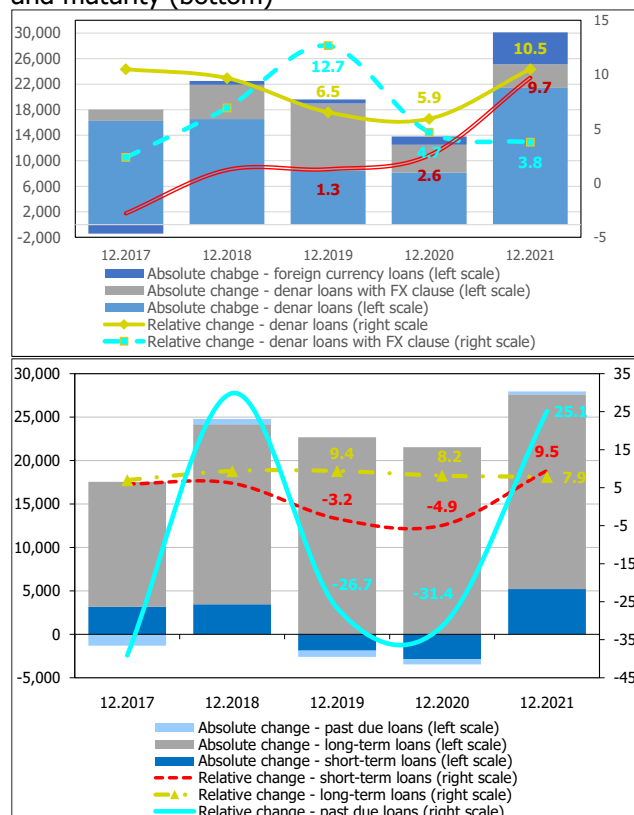 and maturity (bottom)
30,000 15
26,000
22,000 10.5 10
12.7 9.7
18,000 6.5 5.9
14,000 5
10,000 2.6 3.8
6,000 1.3 0
2,000
-2,000 -5
12.2017 12.2018 12.2019 12.2020 12.2021
Absolute chabge - foreign currency loans (left scale)
Absolute change - denar loans with FX clause (left scale)
Absolute chabge - denar loans (left scale)
Relative change - denar loans (right scale
Relative change - denar loans with FX clause (right scale)
30,000 35
25.1 25
25,000
9.4 8.2 9.5 15
20,000
7.9 5
15,000 -3.2 -4.9 -5
10,000 -15
5,000 -26.7 -31.4 -25
0 -35
-5,000 -45
12.2017 12.2018 12.2019 12.2020 12.2021
Absolute change - past due loans (left scale)
Absolute change - long-term loans (left scale)
Absolute change - short-term loans (left scale)
Relative change - short-term loans (right scale)
Relative change - long-term loans (right scale)
Relative change - past due loans (right scale)